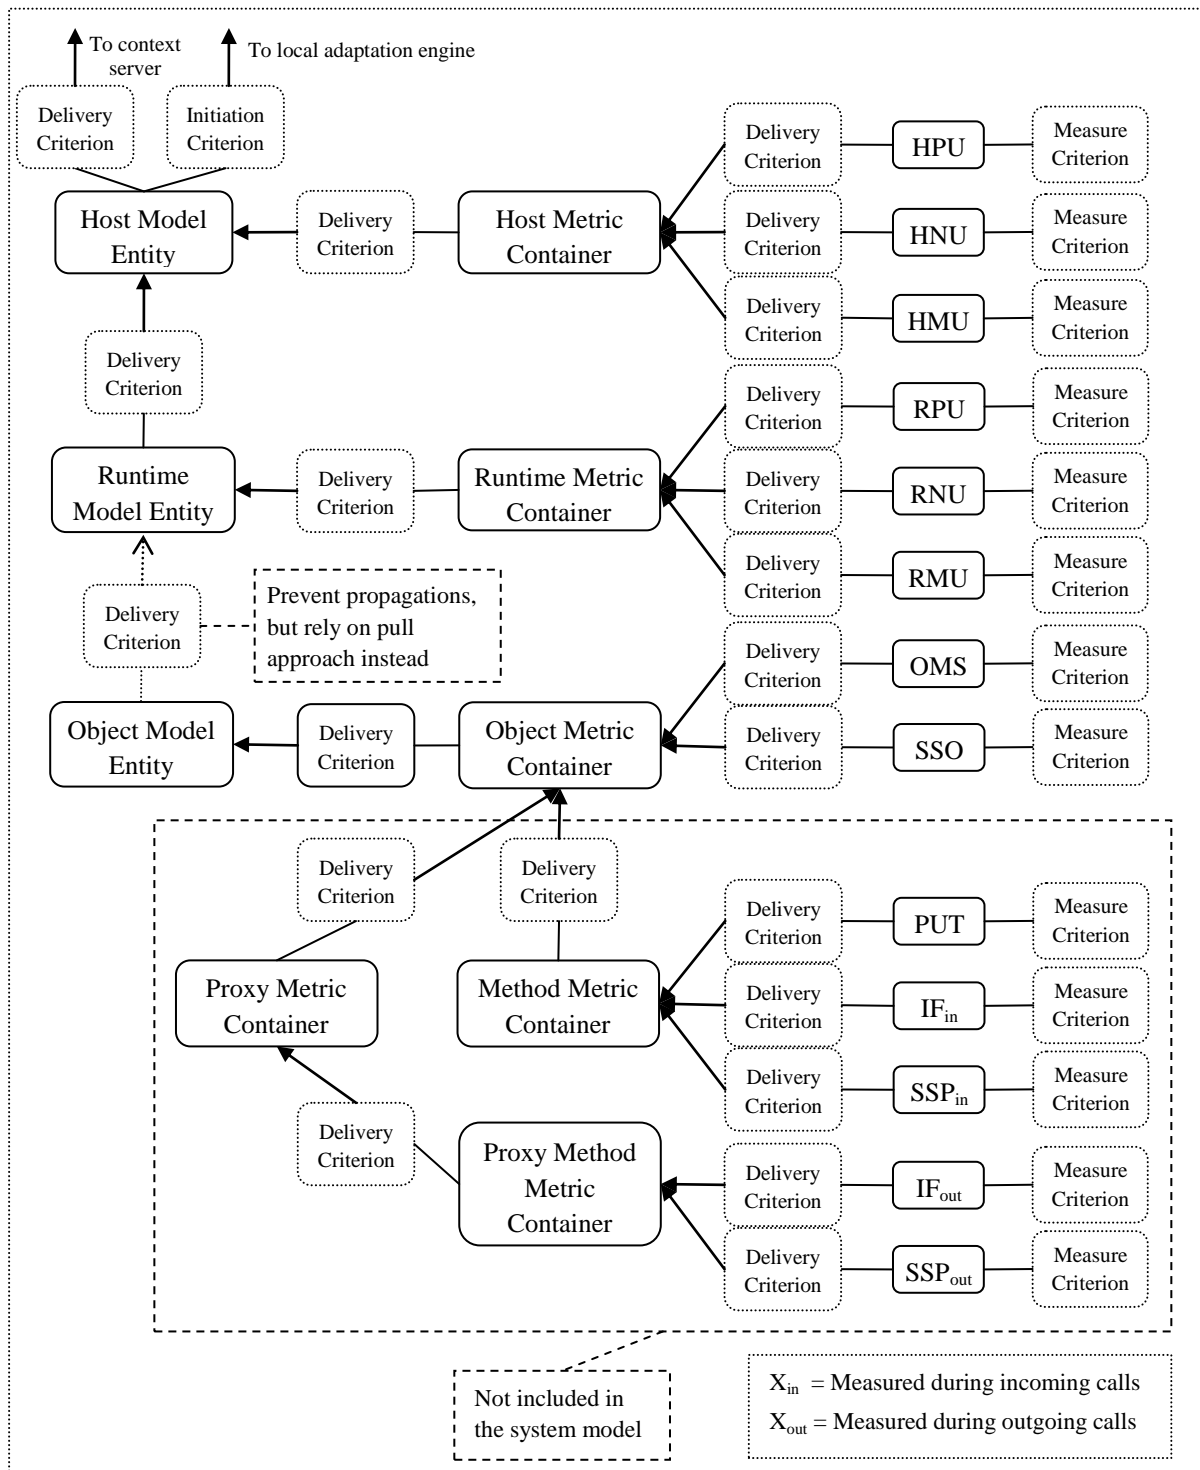 To context
server
To local adaptation engine
Delivery
Criterion
Initiation
Criterion
Delivery
Criterion
HPU
Measure
Criterion
Host Model
Entity
Delivery
Criterion
Host Metric
Container
Delivery
Criterion
HNU
Measure
Criterion
Delivery
Criterion
HMU
Measure
Criterion
Delivery
Criterion
Delivery
Criterion
RPU
Measure
Criterion
Runtime
Model Entity
Delivery
Criterion
Runtime Metric
Container
Delivery
Criterion
RNU
Measure
Criterion
Delivery
Criterion
RMU
Measure
Criterion
Delivery
Criterion
Prevent propagations,
but rely on pull
approach instead
Delivery
Criterion
OMS
Measure
Criterion
Object Model
Entity
Delivery
Criterion
Object Metric
Container
Delivery
Criterion
SSO
Measure
Criterion
Delivery
Criterion
Delivery
Criterion
Delivery
Criterion
PUT
Measure
Criterion
Proxy Metric
Container
Method Metric
Container
Delivery
Criterion
IFin
Measure
Criterion
Delivery
Criterion
SSPin
Measure
Criterion
Delivery
Criterion
Proxy Method
Metric
Container
Delivery
Criterion
IFout
Measure
Criterion
Delivery
Criterion
SSPout
Measure
Criterion
Not included in
the system model
Xin = Measured during incoming calls
Xout = Measured during outgoing calls